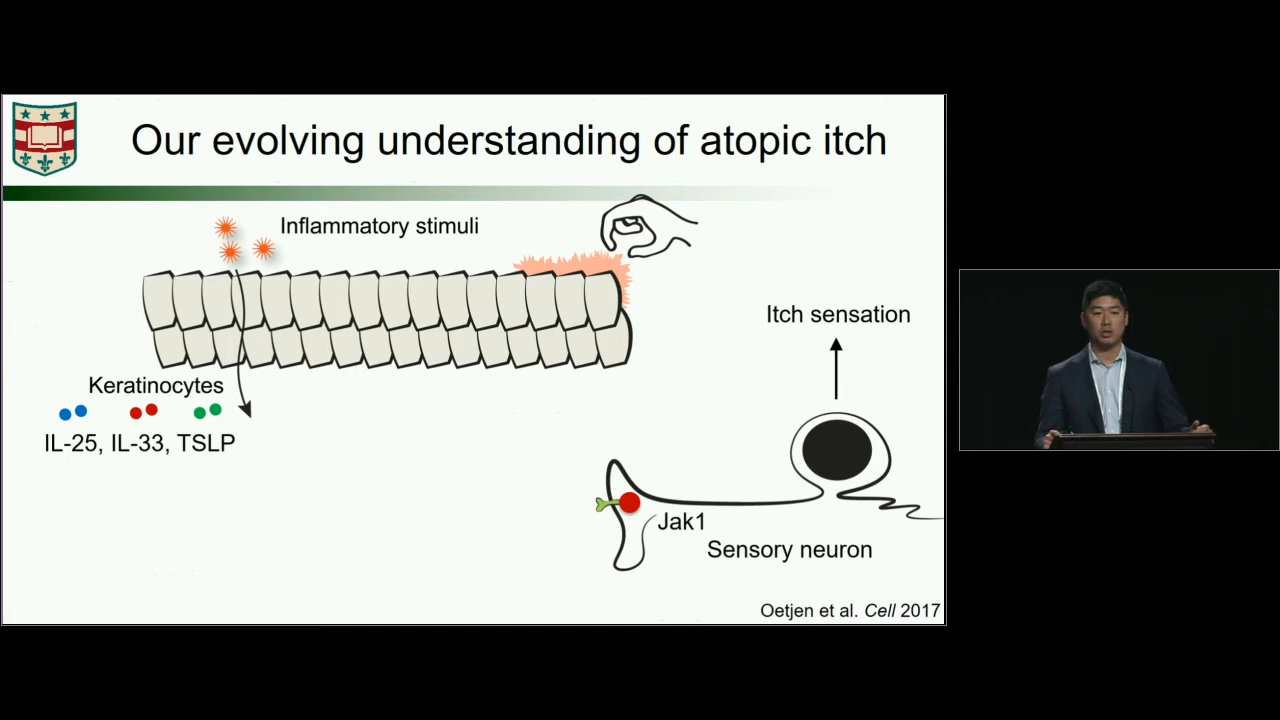 Our evolving understanding of atopic itch
Inflammatory stimuli
Itch sensation
Keratinocytes
IL-25, IL-33, TSLP
Jak1
Sensory neuron
Oetjen et al. Cell 2017